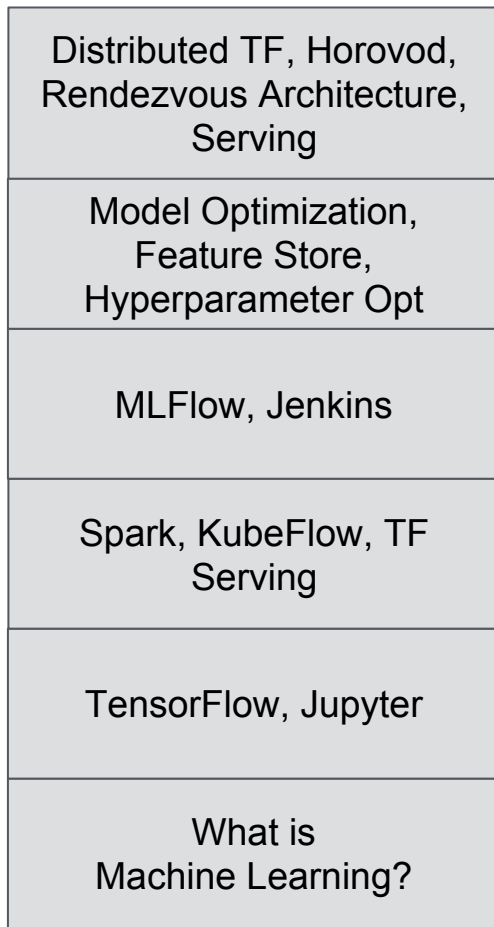 Distributed TF, Horovod,
Rendezvous Architecture,
Serving
Model Optimization,
Feature Store,
Hyperparameter Opt
MLFlow, Jenkins
Spark, KubeFlow, TF
Serving
TensorFlow, Jupyter
What is
Machine Learning?